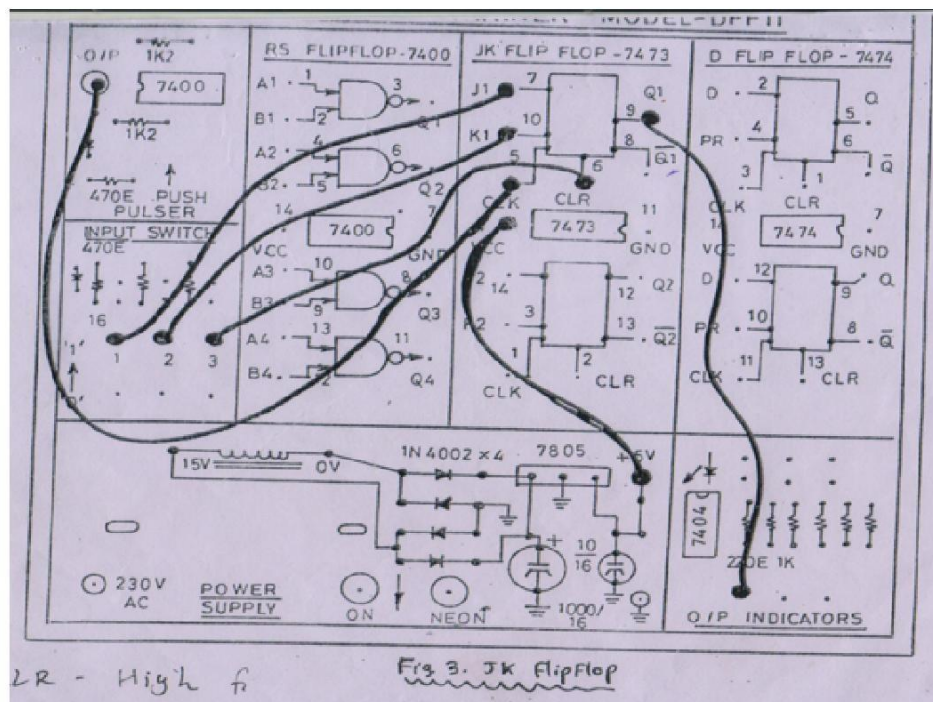 MODEL-DFF11
O/P
1K2
7400
1K2
470E PUSH
PULSER
INPUT SWITCH
470E
16
'1'
1 2 3
RS FLIPFLOP-7400
A1 1 3
B1 2
A2 4 6
B2 5 Q2
14 7400 7
VCC GND
A3 10 8
B3 9 Q3
A4 13 11
B4 Q4
JK FLIP FLOP - 7473
J1 7 Q1
K1 10 9
8 Q̅1
5 6
CLK CLR
7473 11
VCC GND
14 12 Q2
3 13 Q̅2
1 2
CLK CLR
D FLIP FLOP - 7474
D 2 5 Q
PR 4 6 Q̅
3 1
CLK CLR
7474 7
VCC GND
D 12 9 Q
PR 10 8 Q̅
11 13
CLK CLR
15V 0V
1N4002 x4
7805
+5V
10/16
1000/16
230V
AC
POWER
SUPPLY
ON NEON
7404
220E 1K
O/P INDICATORS
Fig 3. JK FlipFlop
LR - High f